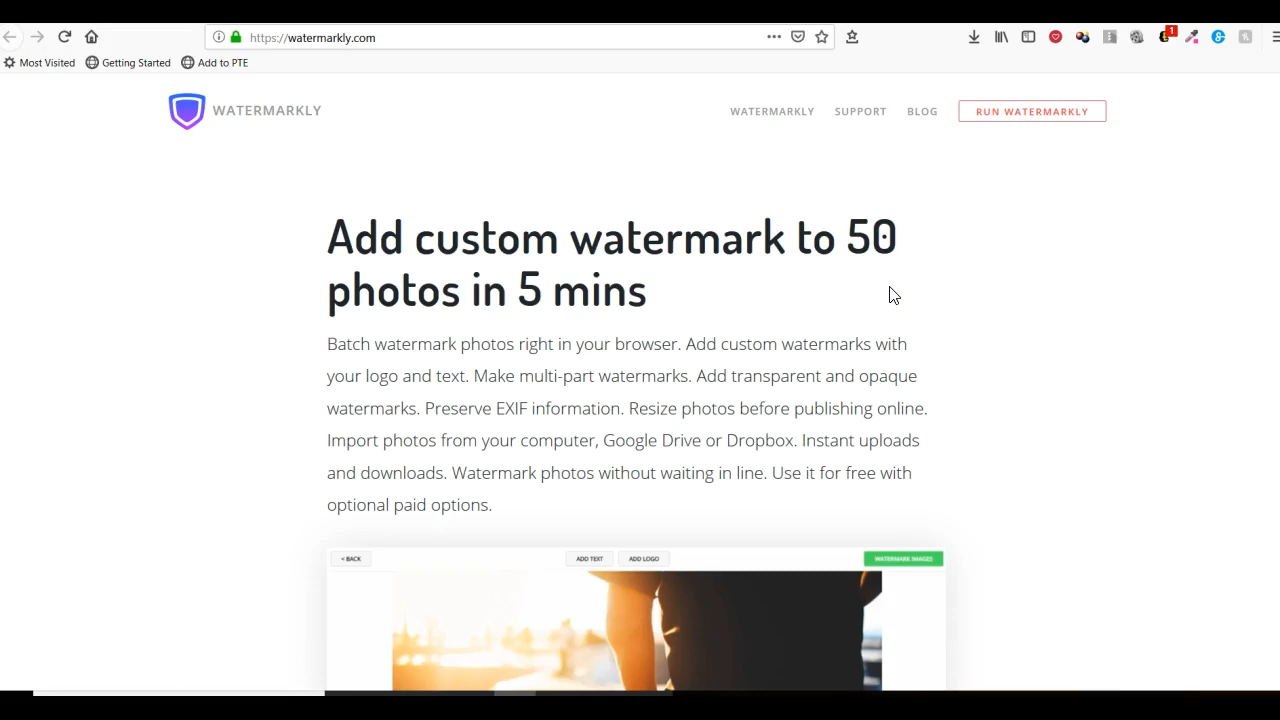 https://watermarkly.com
1
Most Visited Getting Started Add to PTE
WATERMARKLY WATERMARKLY SUPPORT BLOG RUN WATERMARKLY
Add custom watermark to 50
photos in 5 mins
Batch watermark photos right in your browser. Add custom watermarks with
your logo and text. Make multi-part watermarks. Add transparent and opaque
watermarks. Preserve EXIF information. Resize photos before publishing online.
Import photos from your computer, Google Drive or Dropbox. Instant uploads
and downloads. Watermark photos without waiting in line. Use it for free with
optional paid options.
< BACK ADD TEXT ADD LOGO WATERMARK IMAGES